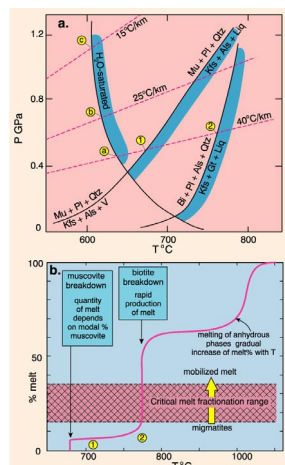 a.
1.2
0.8
0.4
0
P GPa
15°C/km
25°C/km
40°C/km
c
b
a
1
2
H₂O-saturated
Mu + Pl + Qtz
Kfs + Als + Liq
Bi + Pl + Als + Qtz
Kfs + Gt + Liq
Mu + Pl + Qtz
Kfs + Als + V
600
700
800
T°C
b.
100
50
0
% melt
muscovite
breakdown
quantity
of melt
depends
on modal %
muscovite
biotite
breakdown
rapid
production
of melt
melting of anhydrous
phases gradual
increase of melt% with T
mobilized melt
Critical melt fractionation range
migmatites
1
2
700
800
1000
T°C